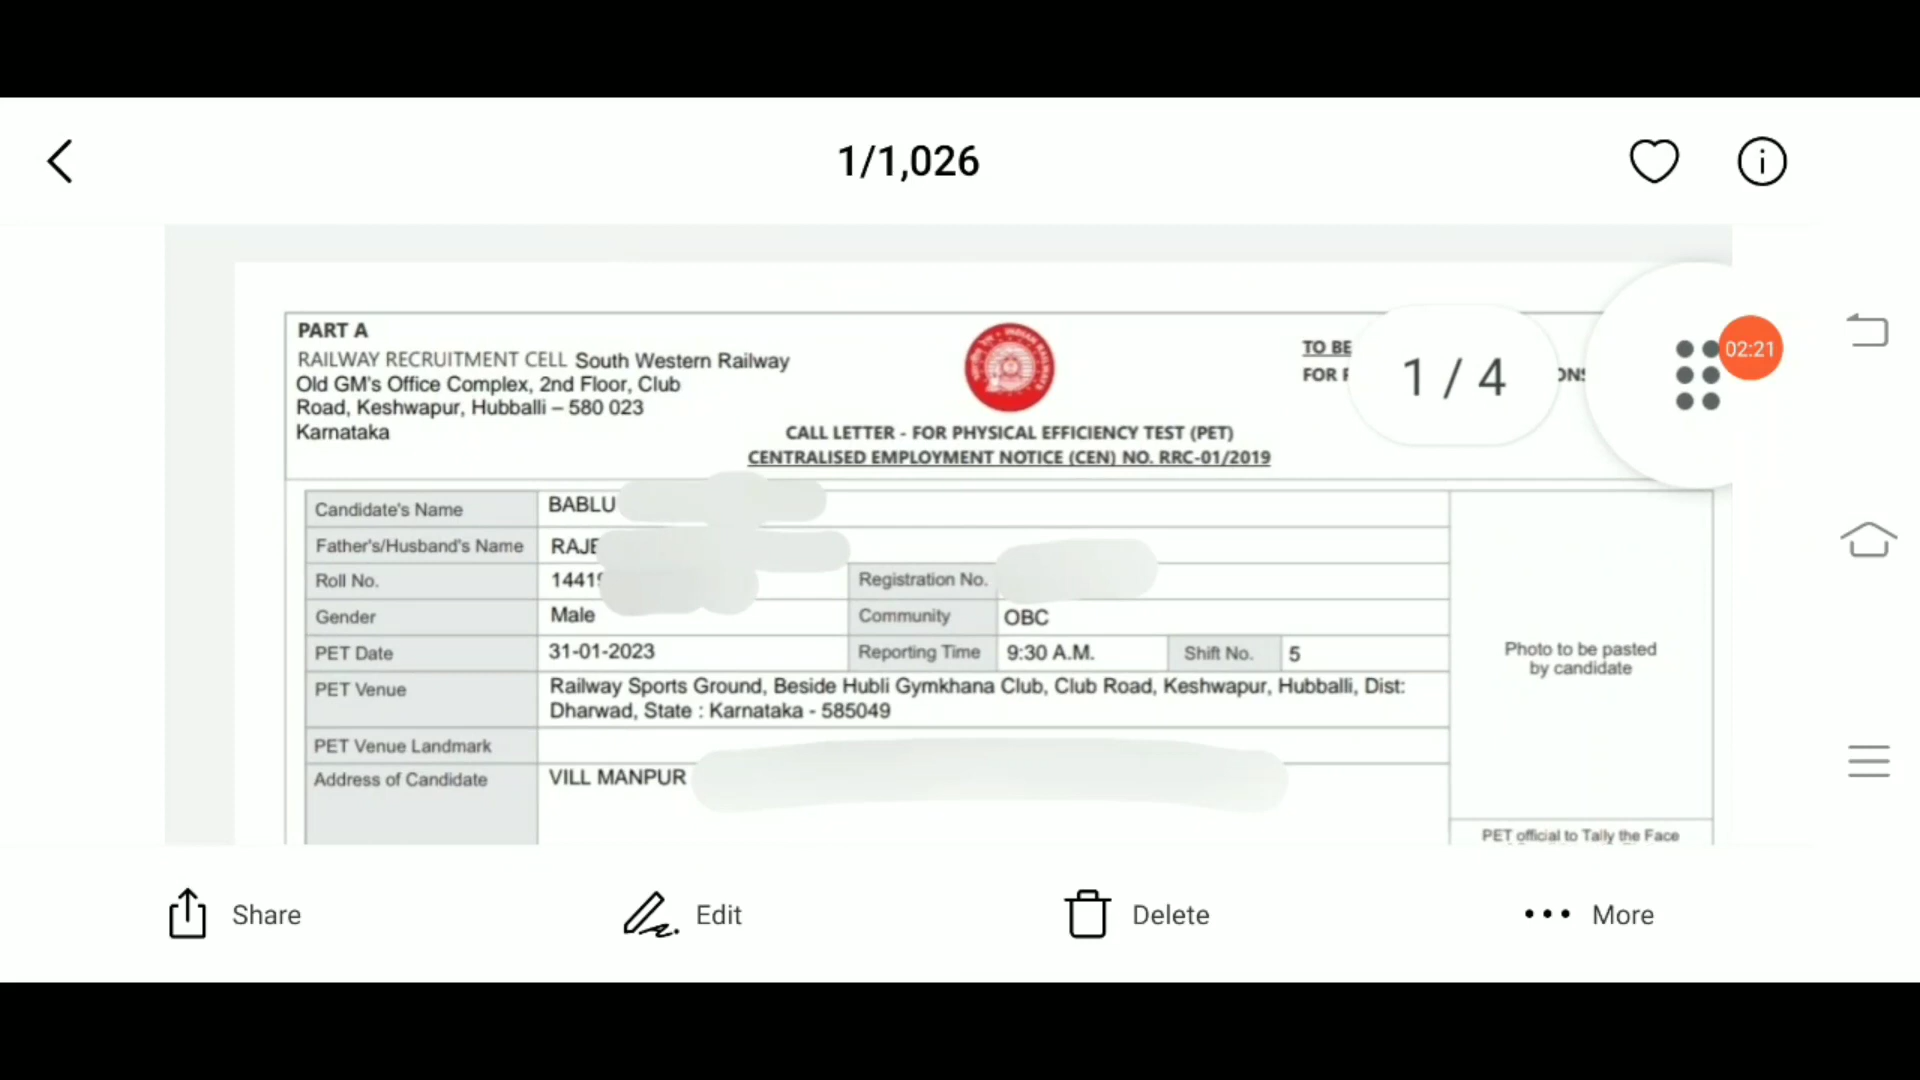 1/1,026
PART A
RAILWAY RECRUITMENT CELL South Western Railway
Old GM's Office Complex, 2nd Floor, Club
Road, Keshwapur, Hubballi – 580 023
Karnataka
TO BE
FOR
1 / 4
02:21
CALL LETTER - FOR PHYSICAL EFFICIENCY TEST (PET)
CENTRALISED EMPLOYMENT NOTICE (CEN) NO. RRC-01/2019
Candidate's Name BABLU
Father's/Husband's Name RAJE
Roll No. 1441 Registration No.
Gender Male Community OBC
PET Date 31-01-2023 Reporting Time 9:30 A.M. Shift No. 5
PET Venue Railway Sports Ground, Beside Hubli Gymkhana Club, Club Road, Keshwapur, Hubballi, Dist:
Dharwad, State : Karnataka - 585049
PET Venue Landmark
Address of Candidate VILL MANPUR
Photo to be pasted
by candidate
PET official to Tally the Face
Share Edit Delete More